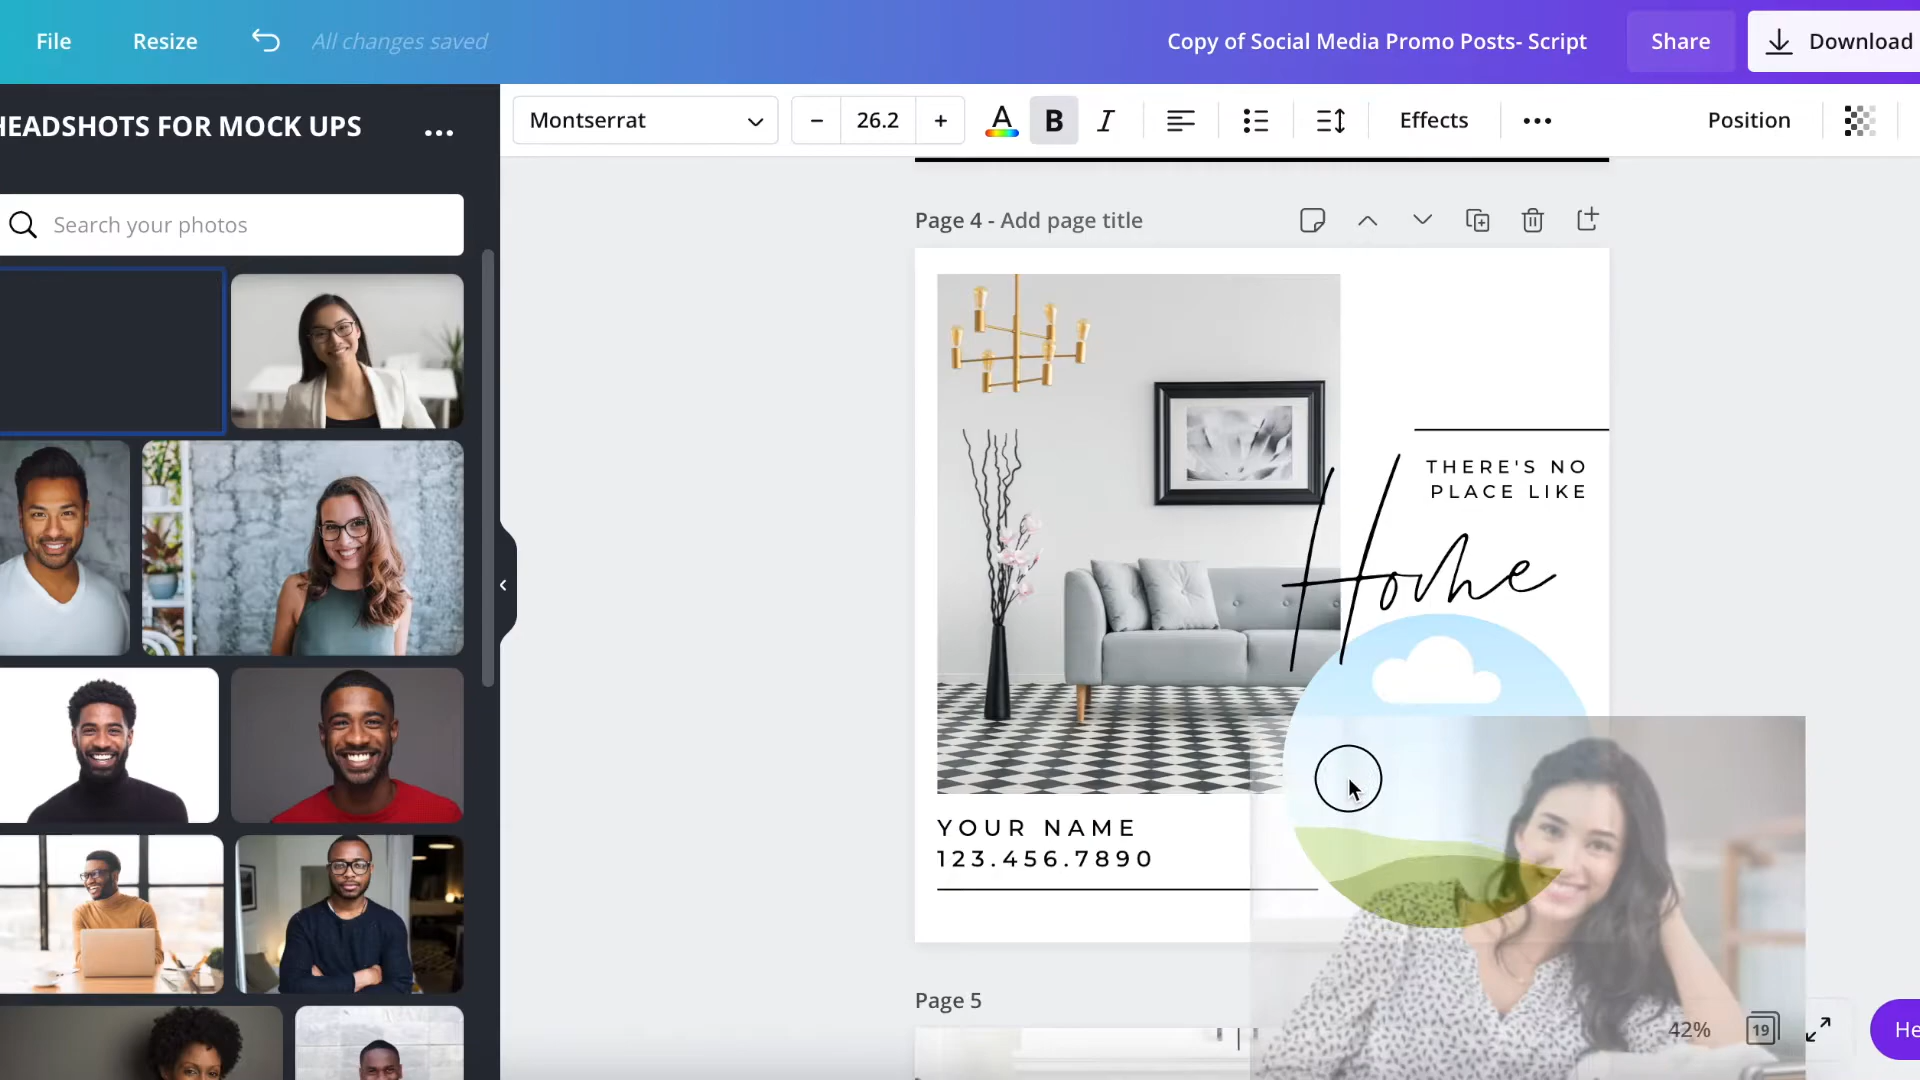 File
Resize
All changes saved
Copy of Social Media Promo Posts- Script
Share
Download
HEADSHOTS FOR MOCK UPS
Search your photos
Montserrat
26.2
A
B
I
Effects
Position
Page 4 - Add page title
THERE'S NO
PLACE LIKE
Home
YOUR NAME
123.456.7890
Page 5
42%
19
He